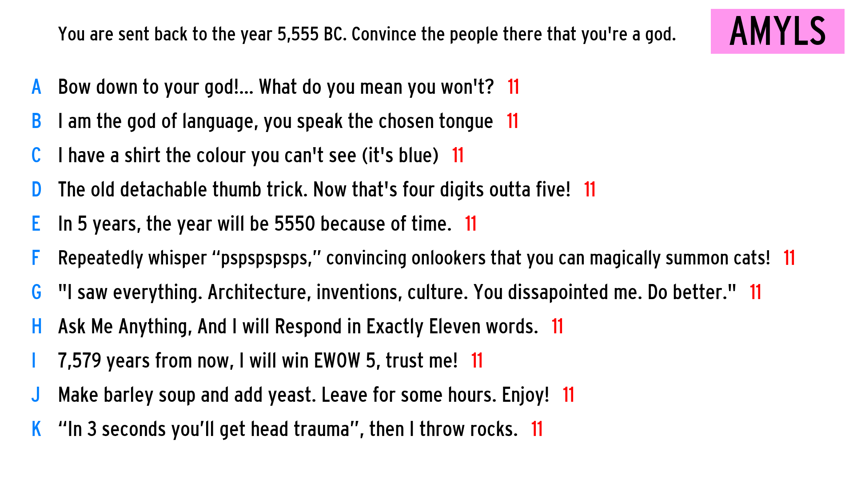 You are sent back to the year 5,555 BC. Convince the people there that you're a god.
AMYLS
A Bow down to your god!... What do you mean you won't? 11
B I am the god of language, you speak the chosen tongue 11
C I have a shirt the colour you can't see (it's blue) 11
D The old detachable thumb trick. Now that's four digits outta five! 11
E In 5 years, the year will be 5550 because of time. 11
F Repeatedly whisper “pspspspsps,” convincing onlookers that you can magically summon cats! 11
G "I saw everything. Architecture, inventions, culture. You dissapointed me. Do better." 11
H Ask Me Anything, And I will Respond in Exactly Eleven words. 11
I 7,579 years from now, I will win EWOW 5, trust me! 11
J Make barley soup and add yeast. Leave for some hours. Enjoy! 11
K “In 3 seconds you’ll get head trauma”, then I throw rocks. 11